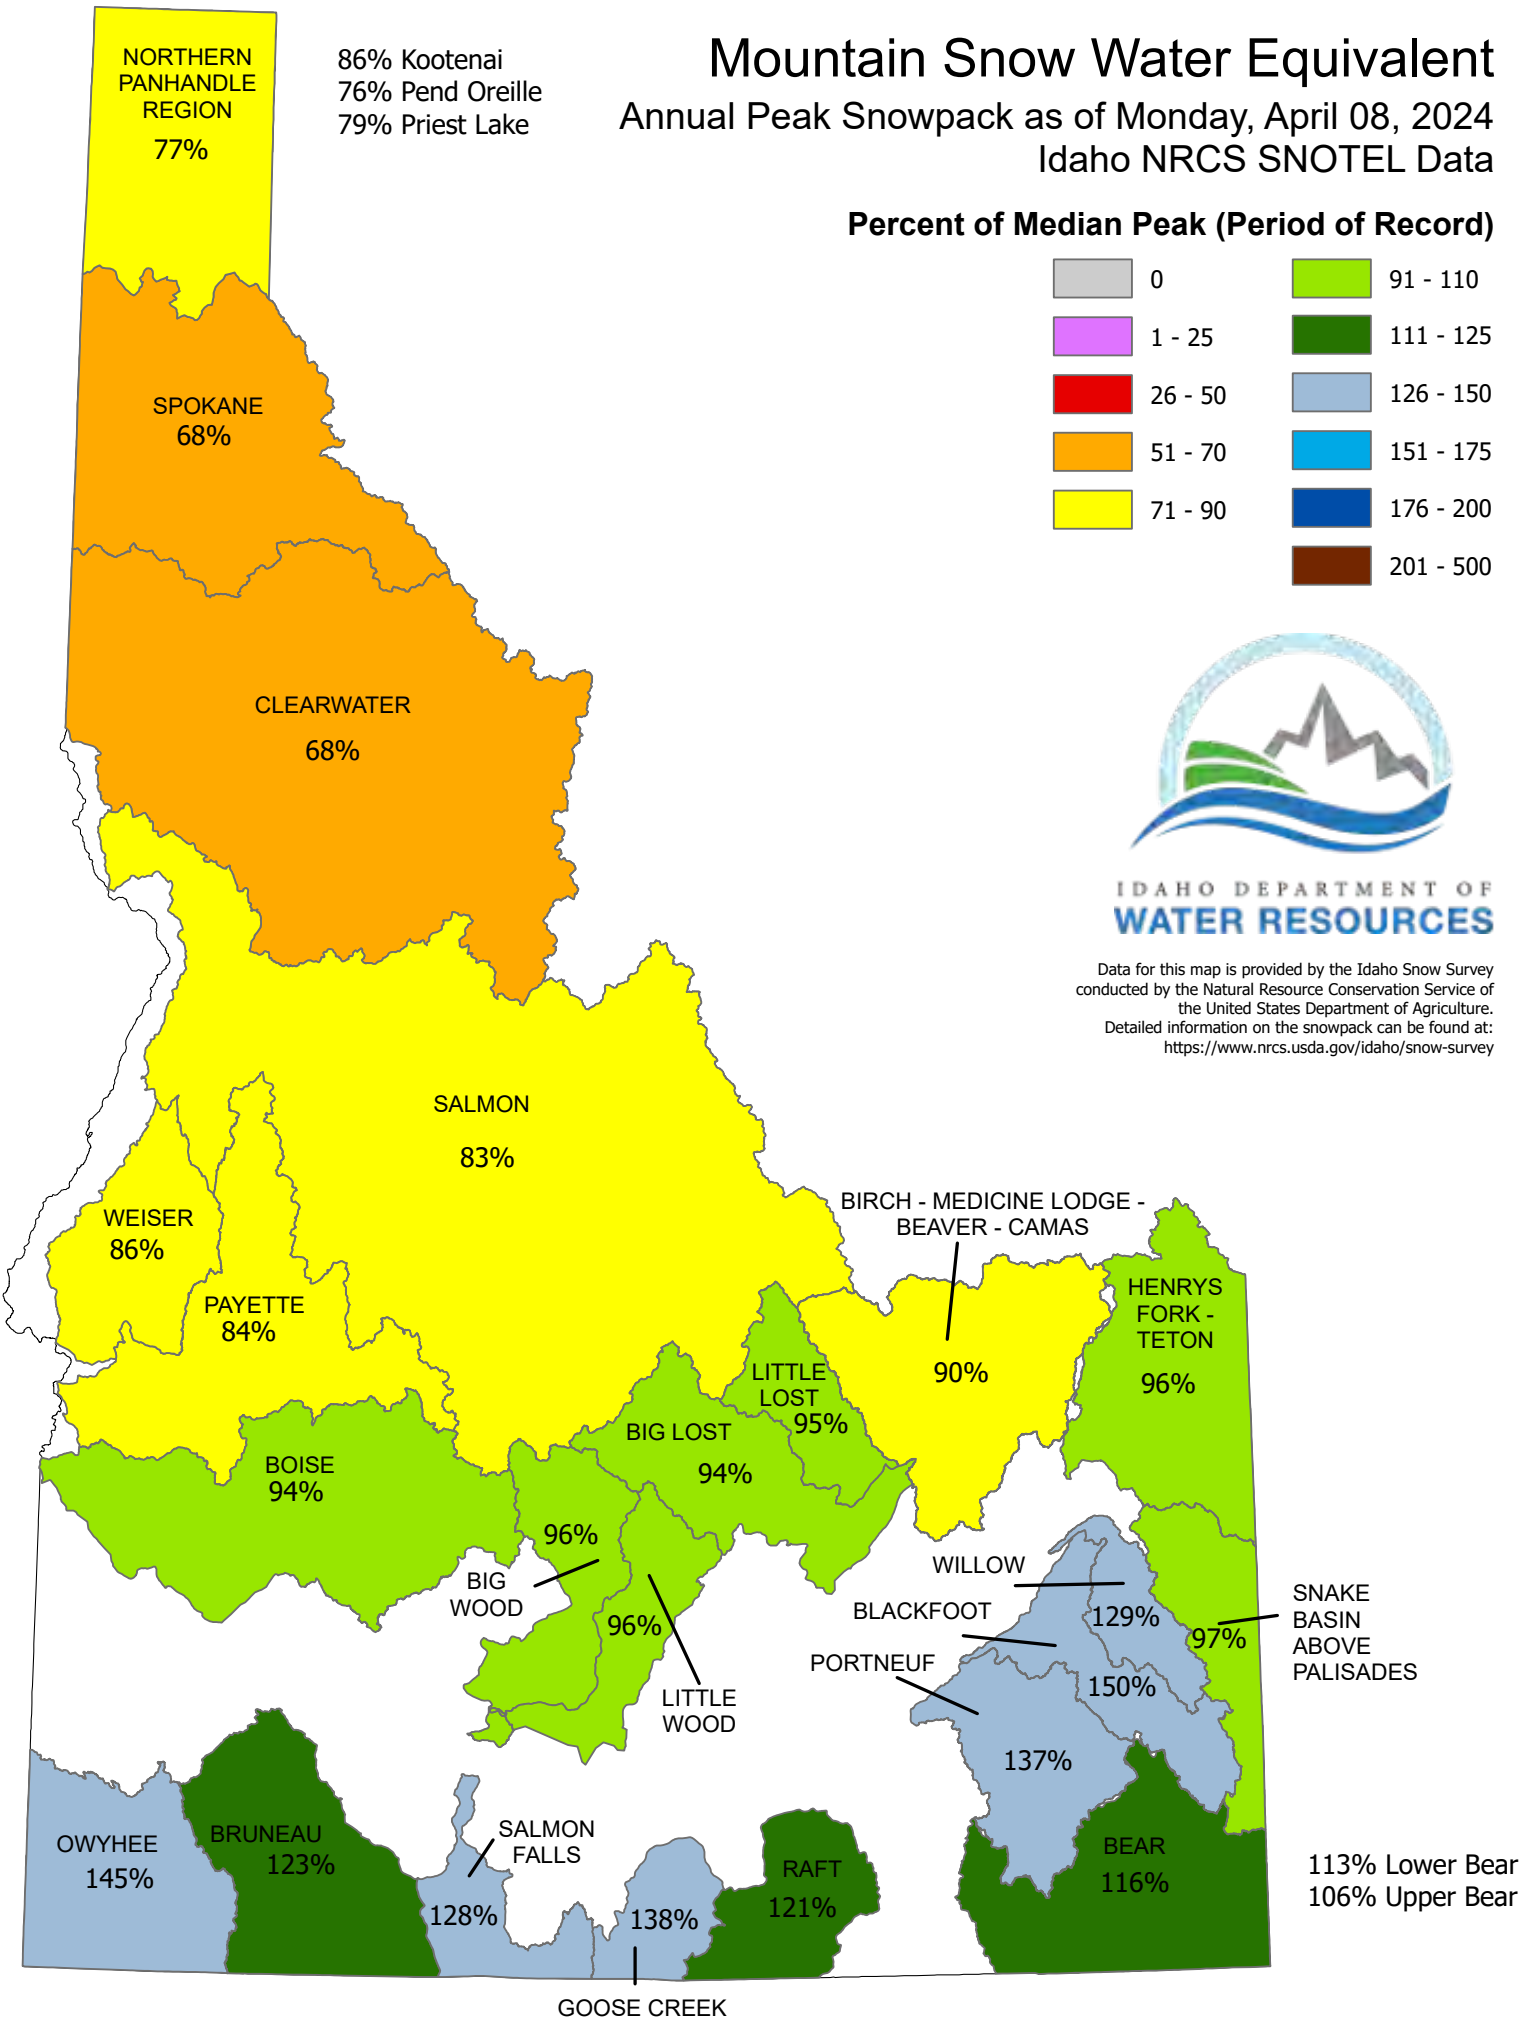 Mountain Snow Water Equivalent
Annual Peak Snowpack as of Monday, April 08, 2024
Idaho NRCS SNOTEL Data
Percent of Median Peak (Period of Record)
0
1 - 25
26 - 50
51 - 70
71 - 90
91 - 110
111 - 125
126 - 150
151 - 175
176 - 200
201 - 500
IDAHO DEPARTMENT OF
WATER RESOURCES
Data for this map is provided by the Idaho Snow Survey
conducted by the Natural Resource Conservation Service of
the United States Department of Agriculture.
Detailed information on the snowpack can be found at:
https://www.nrcs.usda.gov/idaho/snow-survey
NORTHERN
PANHANDLE
REGION
77%
86% Kootenai
76% Pend Oreille
79% Priest Lake
SPOKANE
68%
CLEARWATER
68%
SALMON
83%
WEISER
86%
PAYETTE
84%
BIRCH - MEDICINE LODGE -
BEAVER - CAMAS
90%
HENRYS
FORK -
TETON
96%
LITTLE
LOST
95%
BIG LOST
94%
BOISE
94%
96%
BIG
WOOD
96%
LITTLE
WOOD
WILLOW
129%
BLACKFOOT
150%
PORTNEUF
137%
SNAKE
BASIN
ABOVE
PALISADES
97%
OWYHEE
145%
BRUNEAU
123%
SALMON
FALLS
128%
138%
GOOSE CREEK
RAFT
121%
BEAR
116%
113% Lower Bear
106% Upper Bear